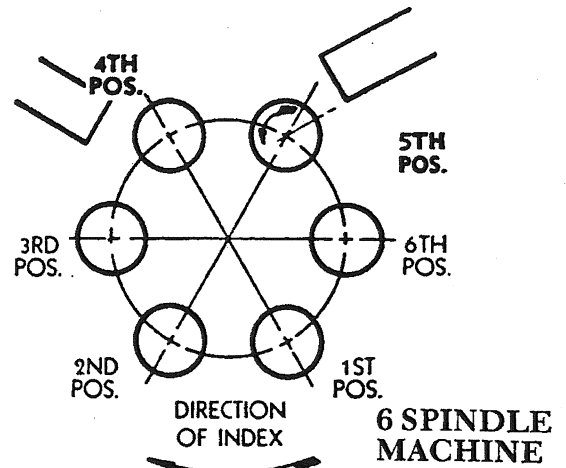 4TH
POS.
5TH
POS.
3RD
POS.
6TH
POS.
2ND
POS.
1ST
POS.
DIRECTION
OF INDEX
6 SPINDLE
MACHINE